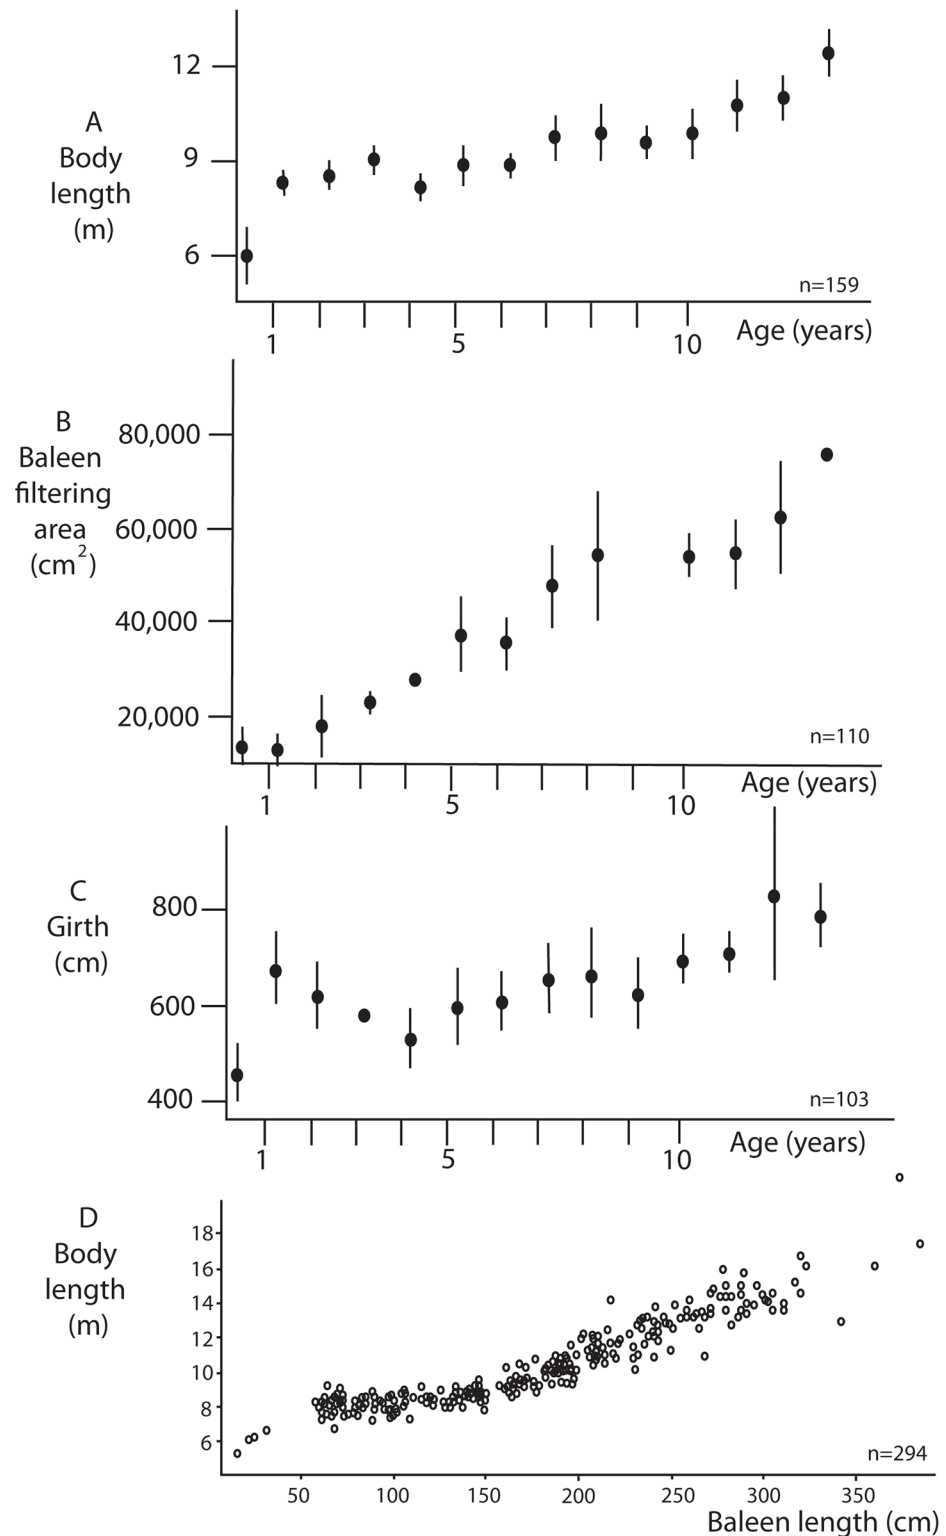 A
Body
length
(m)
12
9
6
n=159
1
5
10
Age (years)
B
Baleen
filtering
area
(cm²)
80,000
60,000
40,000
20,000
n=110
1
5
10
Age (years)
C
Girth
(cm)
800
600
400
n=103
1
5
10
Age (years)
D
Body
length
(m)
18
16
14
12
10
8
6
n=294
50
100
150
200
250
300
350
Baleen length (cm)